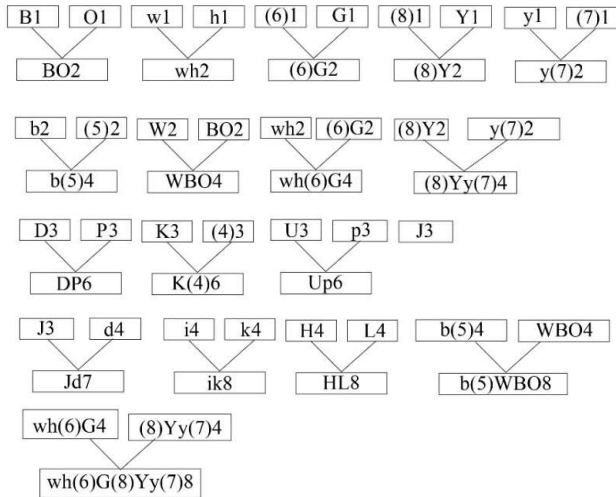 B1 O1 w1 h1 (6)1 G1 (8)1 Y1 y1 (7)1
BO2 wh2 (6)G2 (8)Y2 y(7)2
b2 (5)2 W2 BO2 wh2 (6)G2 (8)Y2 y(7)2
b(5)4 WBO4 wh(6)G4 (8)Yy(7)4
D3 P3 K3 (4)3 U3 p3 J3
DP6 K(4)6 Up6
J3 d4 i4 k4 H4 L4 b(5)4 WBO4
Jd7 ik8 HL8 b(5)WBO8
wh(6)G4 (8)Yy(7)4
wh(6)G(8)Yy(7)8